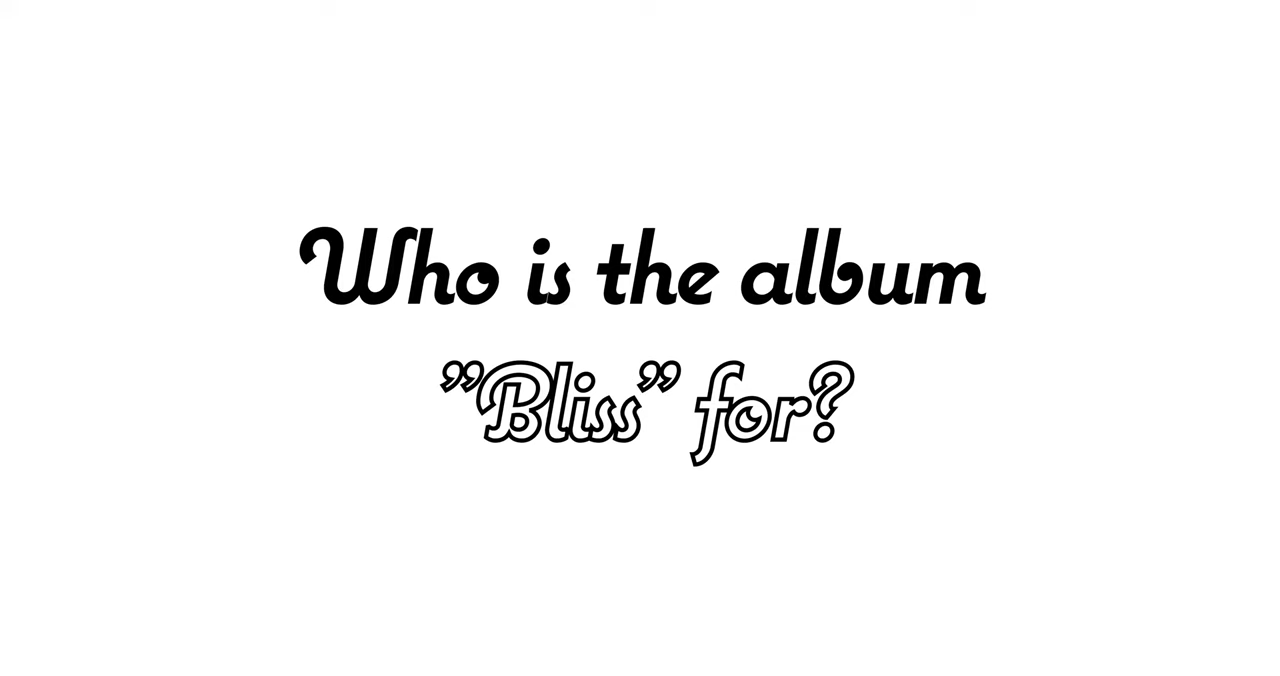 Who is the album
”Bliss” for?